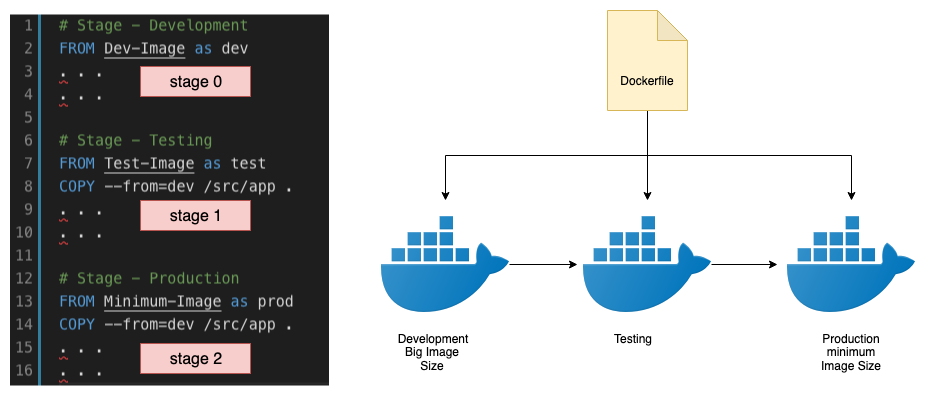 1 # Stage - Development
2 FROM Dev-Image as dev
3 . . .
stage 0
4 . . .
5
6 # Stage - Testing
7 FROM Test-Image as test
8 COPY --from=dev /src/app .
9 . . .
stage 1
10 . . .
11
12 # Stage - Production
13 FROM Minimum-Image as prod
14 COPY --from=dev /src/app .
15 . . .
stage 2
16 . . .
Dockerfile
Development
Big Image
Size
Testing
Production
minimum
Image Size